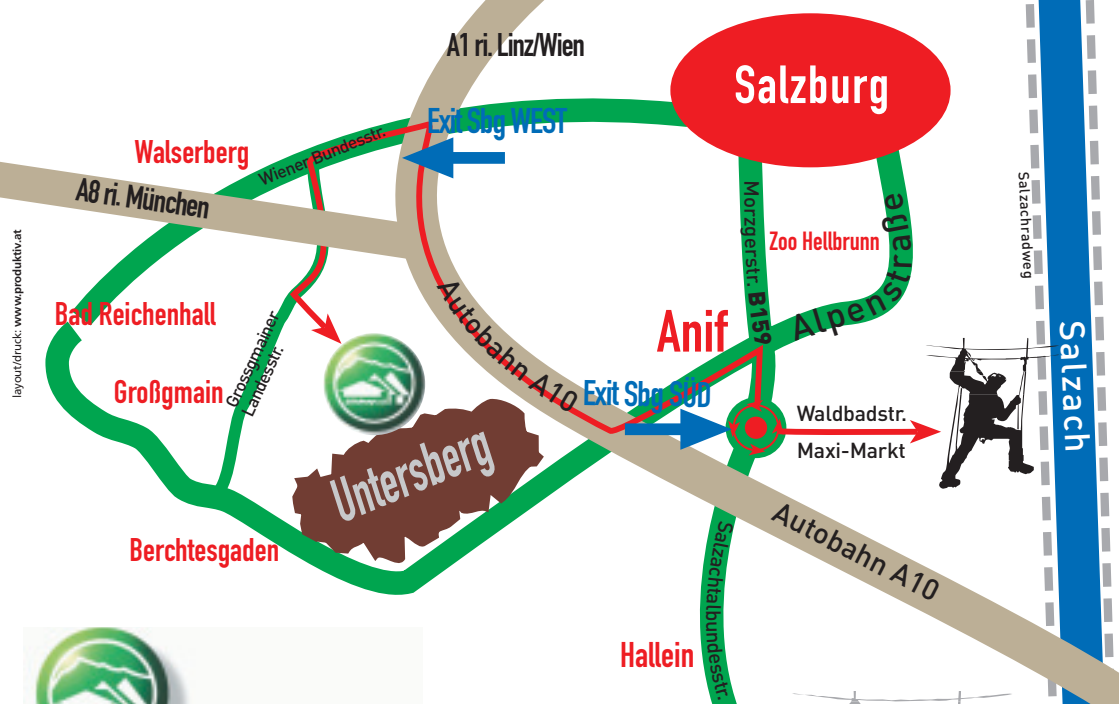 A1 ri. Linz/Wien
Salzburg
Exit Sbg WEST
Walserberg
Wiener Bundesstr.
A8 ri. München
Morzgerstr. B159
Zoo Hellbrunn
Alpenstraße
Salzachradweg
layout/druck: www.produktiv.at
Bad Reichenhall
Anif
Salzach
Autobahn A10
Großgmain
Grossgmainer
Landesstr.
Exit Sbg SÜD
Waldbadstr.
Maxi-Markt
Untersberg
Autobahn A10
Berchtesgaden
Salzachtalbundesstr.
Hallein